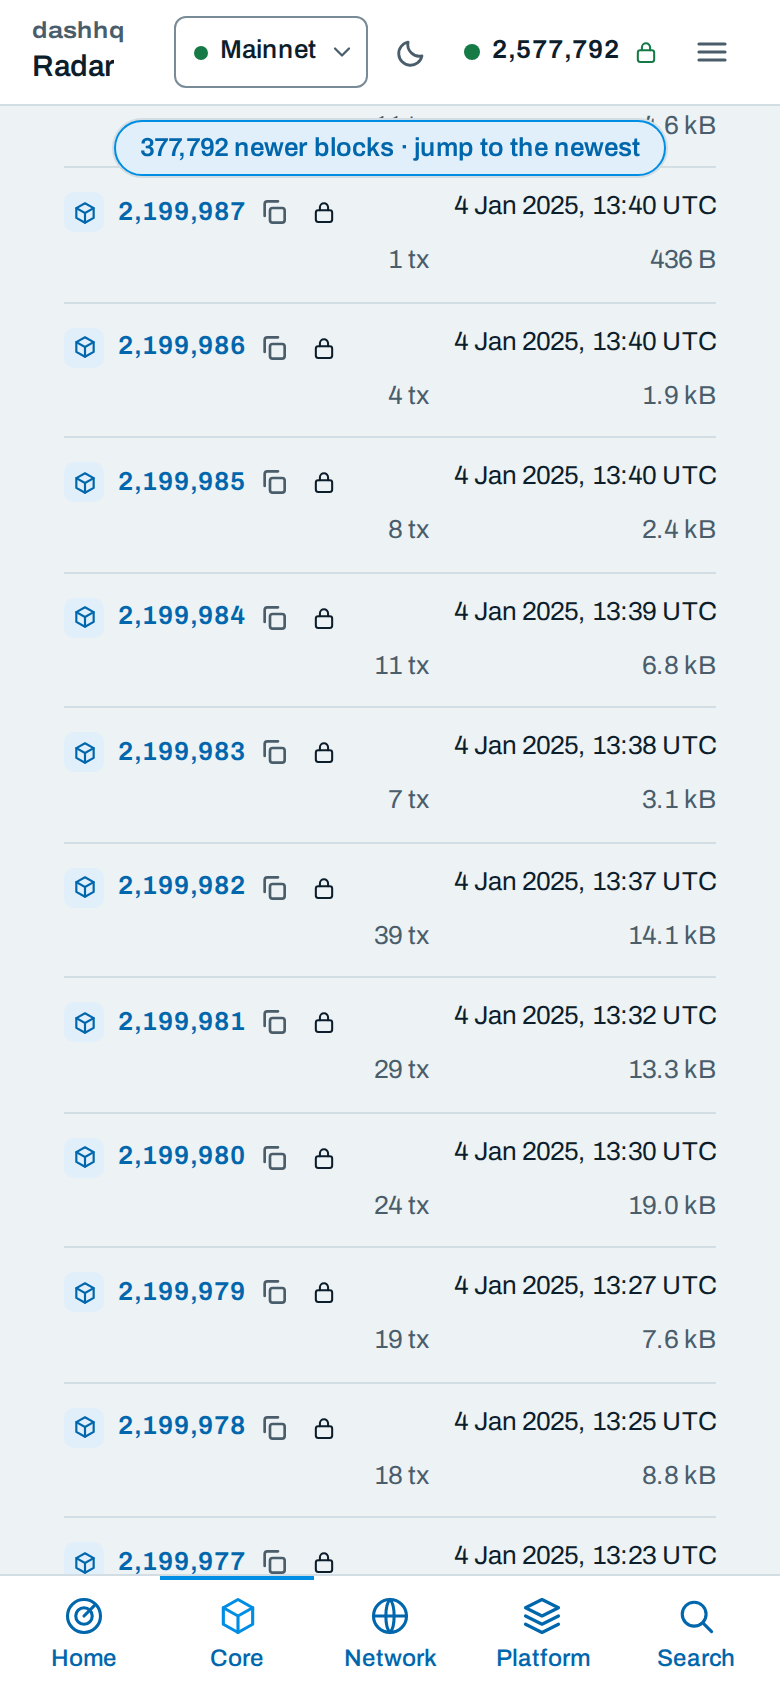 dashhq
Radar
Mainnet
2,577,792
6 kB
377,792 newer blocks · jump to the newest
2,199,987
4 Jan 2025, 13:40 UTC
1 tx
436 B
2,199,986
4 Jan 2025, 13:40 UTC
4 tx
1.9 kB
2,199,985
4 Jan 2025, 13:40 UTC
8 tx
2.4 kB
2,199,984
4 Jan 2025, 13:39 UTC
11 tx
6.8 kB
2,199,983
4 Jan 2025, 13:38 UTC
7 tx
3.1 kB
2,199,982
4 Jan 2025, 13:37 UTC
39 tx
14.1 kB
2,199,981
4 Jan 2025, 13:32 UTC
29 tx
13.3 kB
2,199,980
4 Jan 2025, 13:30 UTC
24 tx
19.0 kB
2,199,979
4 Jan 2025, 13:27 UTC
19 tx
7.6 kB
2,199,978
4 Jan 2025, 13:25 UTC
18 tx
8.8 kB
2,199,977
4 Jan 2025, 13:23 UTC
Home
Core
Network
Platform
Search